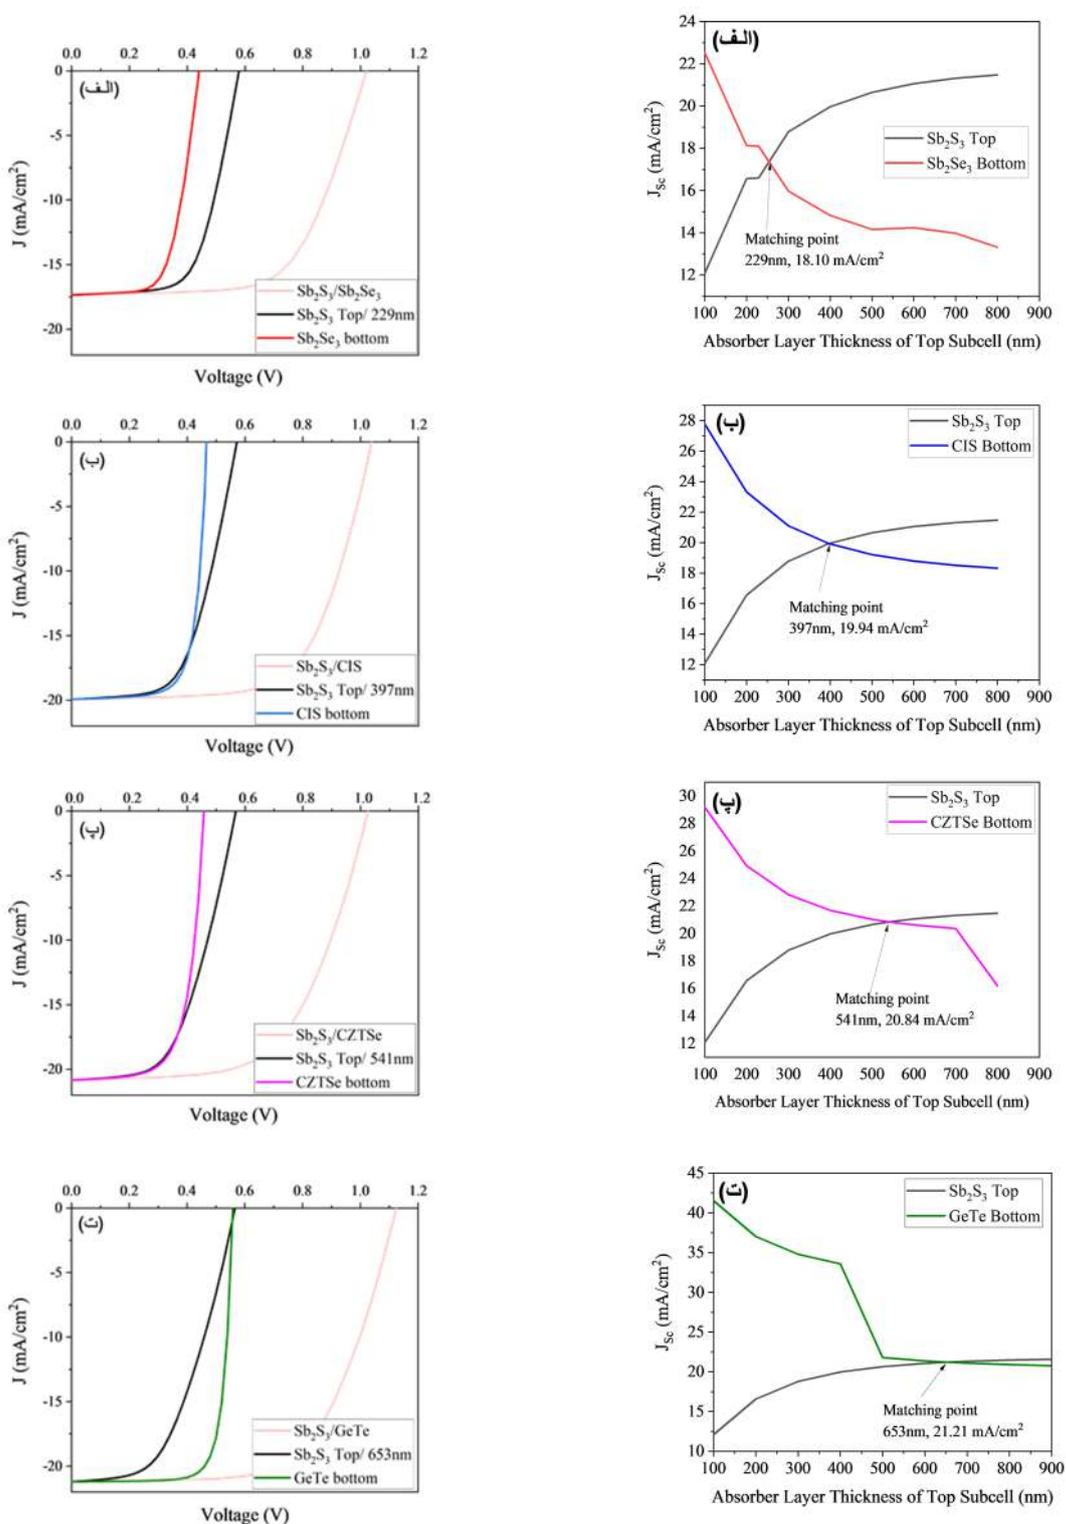 0.0 0.2 0.4 0.6 0.8 1.0 1.2
(الف)
0
-5
-10
-15
-20
J (mA/cm²)
Sb₂S₃/Sb₂Se₃
Sb₂S₃ Top/ 229nm
Sb₂Se₃ bottom
Voltage (V)
(الف)
24
22
20
18
16
14
12
J_Sc (mA/cm²)
Sb₂S₃ Top
Sb₂Se₃ Bottom
Matching point
229nm, 18.10 mA/cm²
100 200 300 400 500 600 700 800 900
Absorber Layer Thickness of Top Subcell (nm)
0.0 0.2 0.4 0.6 0.8 1.0 1.2
(ب)
0
-5
-10
-15
-20
J (mA/cm²)
Sb₂S₃/CIS
Sb₂S₃ Top/ 397nm
CIS bottom
Voltage (V)
(ب)
28
26
24
22
20
18
16
14
12
J_Sc (mA/cm²)
Sb₂S₃ Top
CIS Bottom
Matching point
397nm, 19.94 mA/cm²
100 200 300 400 500 600 700 800 900
Absorber Layer Thickness of Top Subcell (nm)
0.0 0.2 0.4 0.6 0.8 1.0 1.2
(پ)
0
-5
-10
-15
-20
J (mA/cm²)
Sb₂S₃/CZTSe
Sb₂S₃ Top/ 541nm
CZTSe bottom
Voltage (V)
(پ)
30
28
26
24
22
20
18
16
14
12
J_Sc (mA/cm²)
Sb₂S₃ Top
CZTSe Bottom
Matching point
541nm, 20.84 mA/cm²
100 200 300 400 500 600 700 800 900
Absorber Layer Thickness of Top Subcell (nm)
0.0 0.2 0.4 0.6 0.8 1.0 1.2
(ت)
0
-5
-10
-15
-20
J (mA/cm²)
Sb₂S₃/GeTe
Sb₂S₃ Top/ 653nm
GeTe bottom
Voltage (V)
(ت)
45
40
35
30
25
20
15
10
J_Sc (mA/cm²)
Sb₂S₃ Top
GeTe Bottom
Matching point
653nm, 21.21 mA/cm²
100 200 300 400 500 600 700 800 900
Absorber Layer Thickness of Top Subcell (nm)